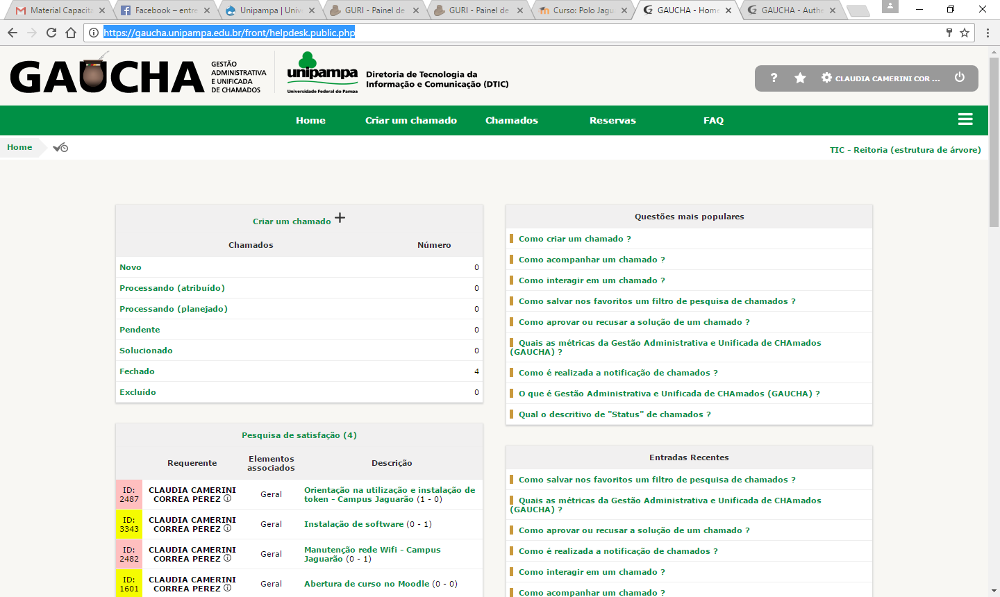 Material Capacita
Facebook – entre
Unipampa | Unive
GURI - Painel de
GURI - Painel de
Curso: Polo Jagu
GAUCHA - Home
GAUCHA - Authe
https://gaucha.unipampa.edu.br/front/helpdesk.public.php
GAUCHA
GESTÃO
ADMINISTRATIVA
E UNIFICADA
DE CHAMADOS
unipampa
Universidade Federal do Pampa
Diretoria de Tecnologia da
Informação e Comunicação (DTIC)
? CLAUDIA CAMERINI COR ...
Home Criar um chamado Chamados Reservas FAQ
Home
TIC - Reitoria (estrutura de árvore)
Criar um chamado
Chamados Número
Novo 0
Processando (atribuído) 0
Processando (planejado) 0
Pendente 0
Solucionado 0
Fechado 4
Excluído 0
Pesquisa de satisfação (4)
Requerente Elementos associados Descrição
ID: 2487 CLAUDIA CAMERINI CORREA PEREZ Geral Orientação na utilização e instalação de token - Campus Jaguarão (1 - 0)
ID: 3343 CLAUDIA CAMERINI CORREA PEREZ Geral Instalação de software (0 - 1)
ID: 2482 CLAUDIA CAMERINI CORREA PEREZ Geral Manutenção rede Wifi - Campus Jaguarão (0 - 1)
ID: 1601 CLAUDIA CAMERINI CORREA PEREZ Geral Abertura de curso no Moodle (0 - 0)
Questões mais populares
Como criar um chamado ?
Como acompanhar um chamado ?
Como interagir em um chamado ?
Como salvar nos favoritos um filtro de pesquisa de chamados ?
Como aprovar ou recusar a solução de um chamado ?
Quais as métricas da Gestão Administrativa e Unificada de CHAmados
(GAUCHA) ?
Como é realizada a notificação de chamados ?
O que é Gestão Administrativa e Unificada de CHAmados (GAUCHA) ?
Qual o descritivo de "Status" de chamados ?
Entradas Recentes
Como salvar nos favoritos um filtro de pesquisa de chamados ?
Quais as métricas da Gestão Administrativa e Unificada de CHAmados
(GAUCHA) ?
Como aprovar ou recusar a solução de um chamado ?
Como é realizada a notificação de chamados ?
Como interagir em um chamado ?
Como acompanhar um chamado ?